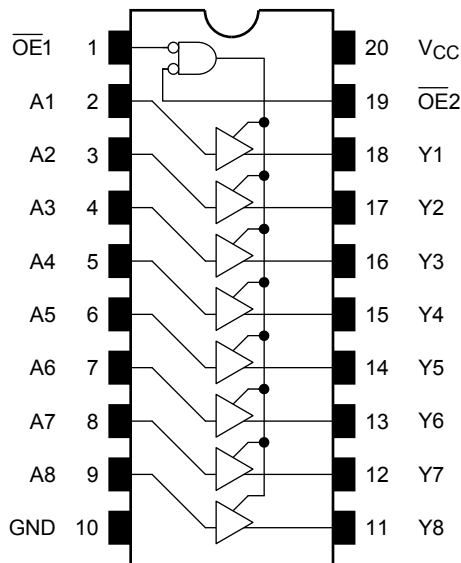 O̅E̅1 1 20 VCC
A1 2 19 O̅E̅2
A2 3 18 Y1
A3 4 17 Y2
A4 5 16 Y3
A5 6 15 Y4
A6 7 14 Y5
A7 8 13 Y6
A8 9 12 Y7
GND 10 11 Y8